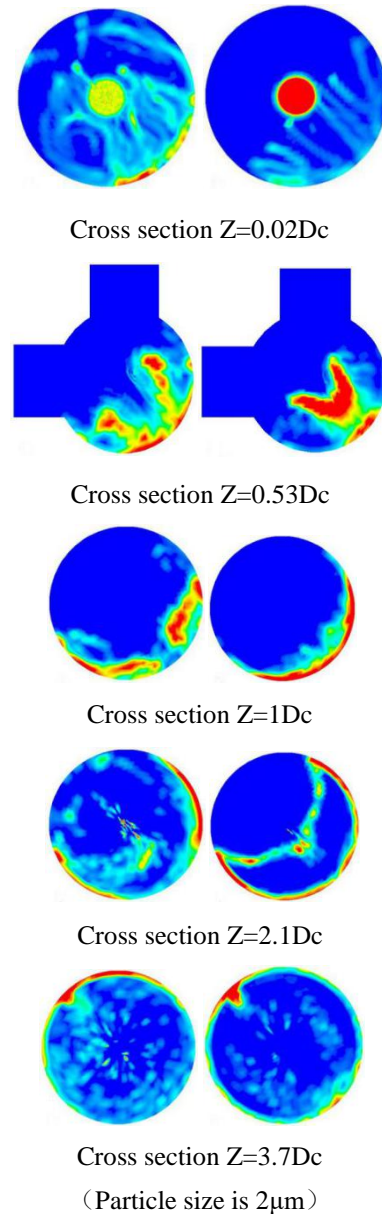 Cross section Z=0.02Dc
Cross section Z=0.53Dc
Cross section Z=1Dc
Cross section Z=2.1Dc
Cross section Z=3.7Dc
（Particle size is 2μm）